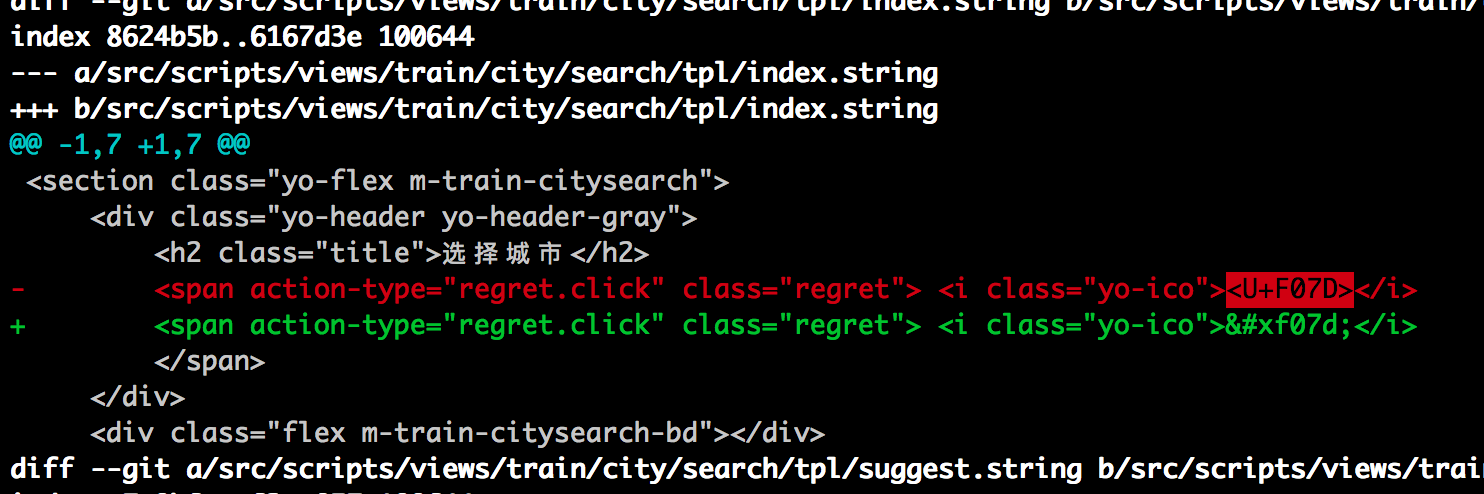 diff --git a/src/scripts/views/train/city/search/tpl/index.string b/src/scripts/views/train/
index 8624b5b..6167d3e 100644
--- a/src/scripts/views/train/city/search/tpl/index.string
+++ b/src/scripts/views/train/city/search/tpl/index.string
@@ -1,7 +1,7 @@
 <section class="yo-flex m-train-citysearch">
     <div class="yo-header yo-header-gray">
         <h2 class="title">选择城市</h2>
-        <span action-type="regret.click" class="regret"> <i class="yo-ico"><U+F07D></i>
+        <span action-type="regret.click" class="regret"> <i class="yo-ico">&#xf07d;</i>
         </span>
     </div>
     <div class="flex m-train-citysearch-bd"></div>
diff --git a/src/scripts/views/train/city/search/tpl/suggest.string b/src/scripts/views/trai